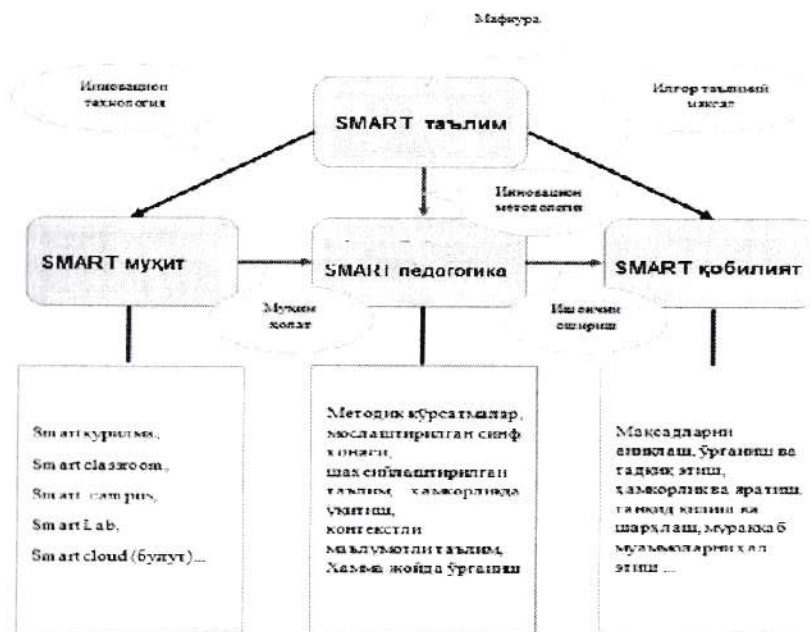 Мафкура
Инновацион
технология
Илғор таълимий
мақсад
SMART таълим
Инновацион
методология
SMART муҳит
SMART педагогика
SMART қобилият
Муҳим
ҳолат
Ишончни
ошириш
Smart қурилма,
Smart classroom,
Smart campus,
Smart Lab,
Smart cloud (булут)...
Методик кўрсатмалар,
мослаштирилган синф
хонаси,
шахсийлаштирилган
таълим, ҳамкорликда
ўқитиш,
контекстли
маълумотли таълим,
Ҳамма жойда ўрганиш
Мақсадларни
аниқлаш, ўрганиш ва
тадқиқ этиш,
ҳамкорлик ва яратиш,
танқид қилиш ва
шарҳлаш, мураккаб
муаммоларни ҳал
этиш ...